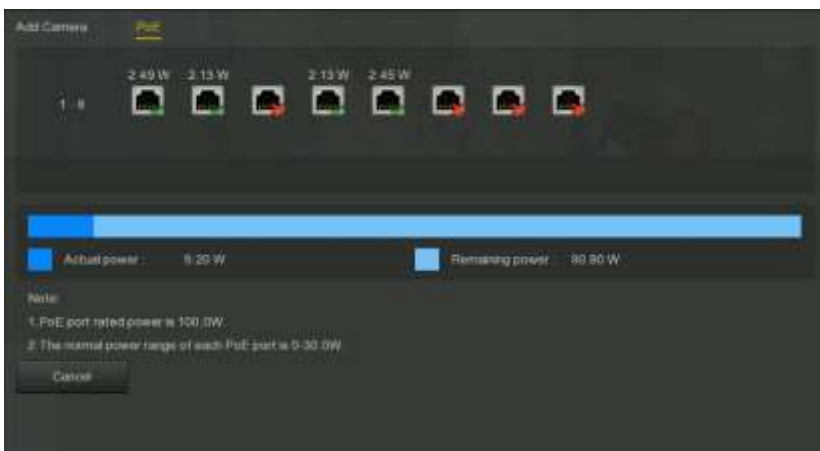 Add Camera PoE
2.49 W 2.13 W 2.13 W 2.45 W
1 - 8
Actual power 9.20 W Remaining power 90.80 W
Note:
1.PoE port rated power is 100.0W.
2.The normal power range of each PoE port is 0-30.0W.
Cancel